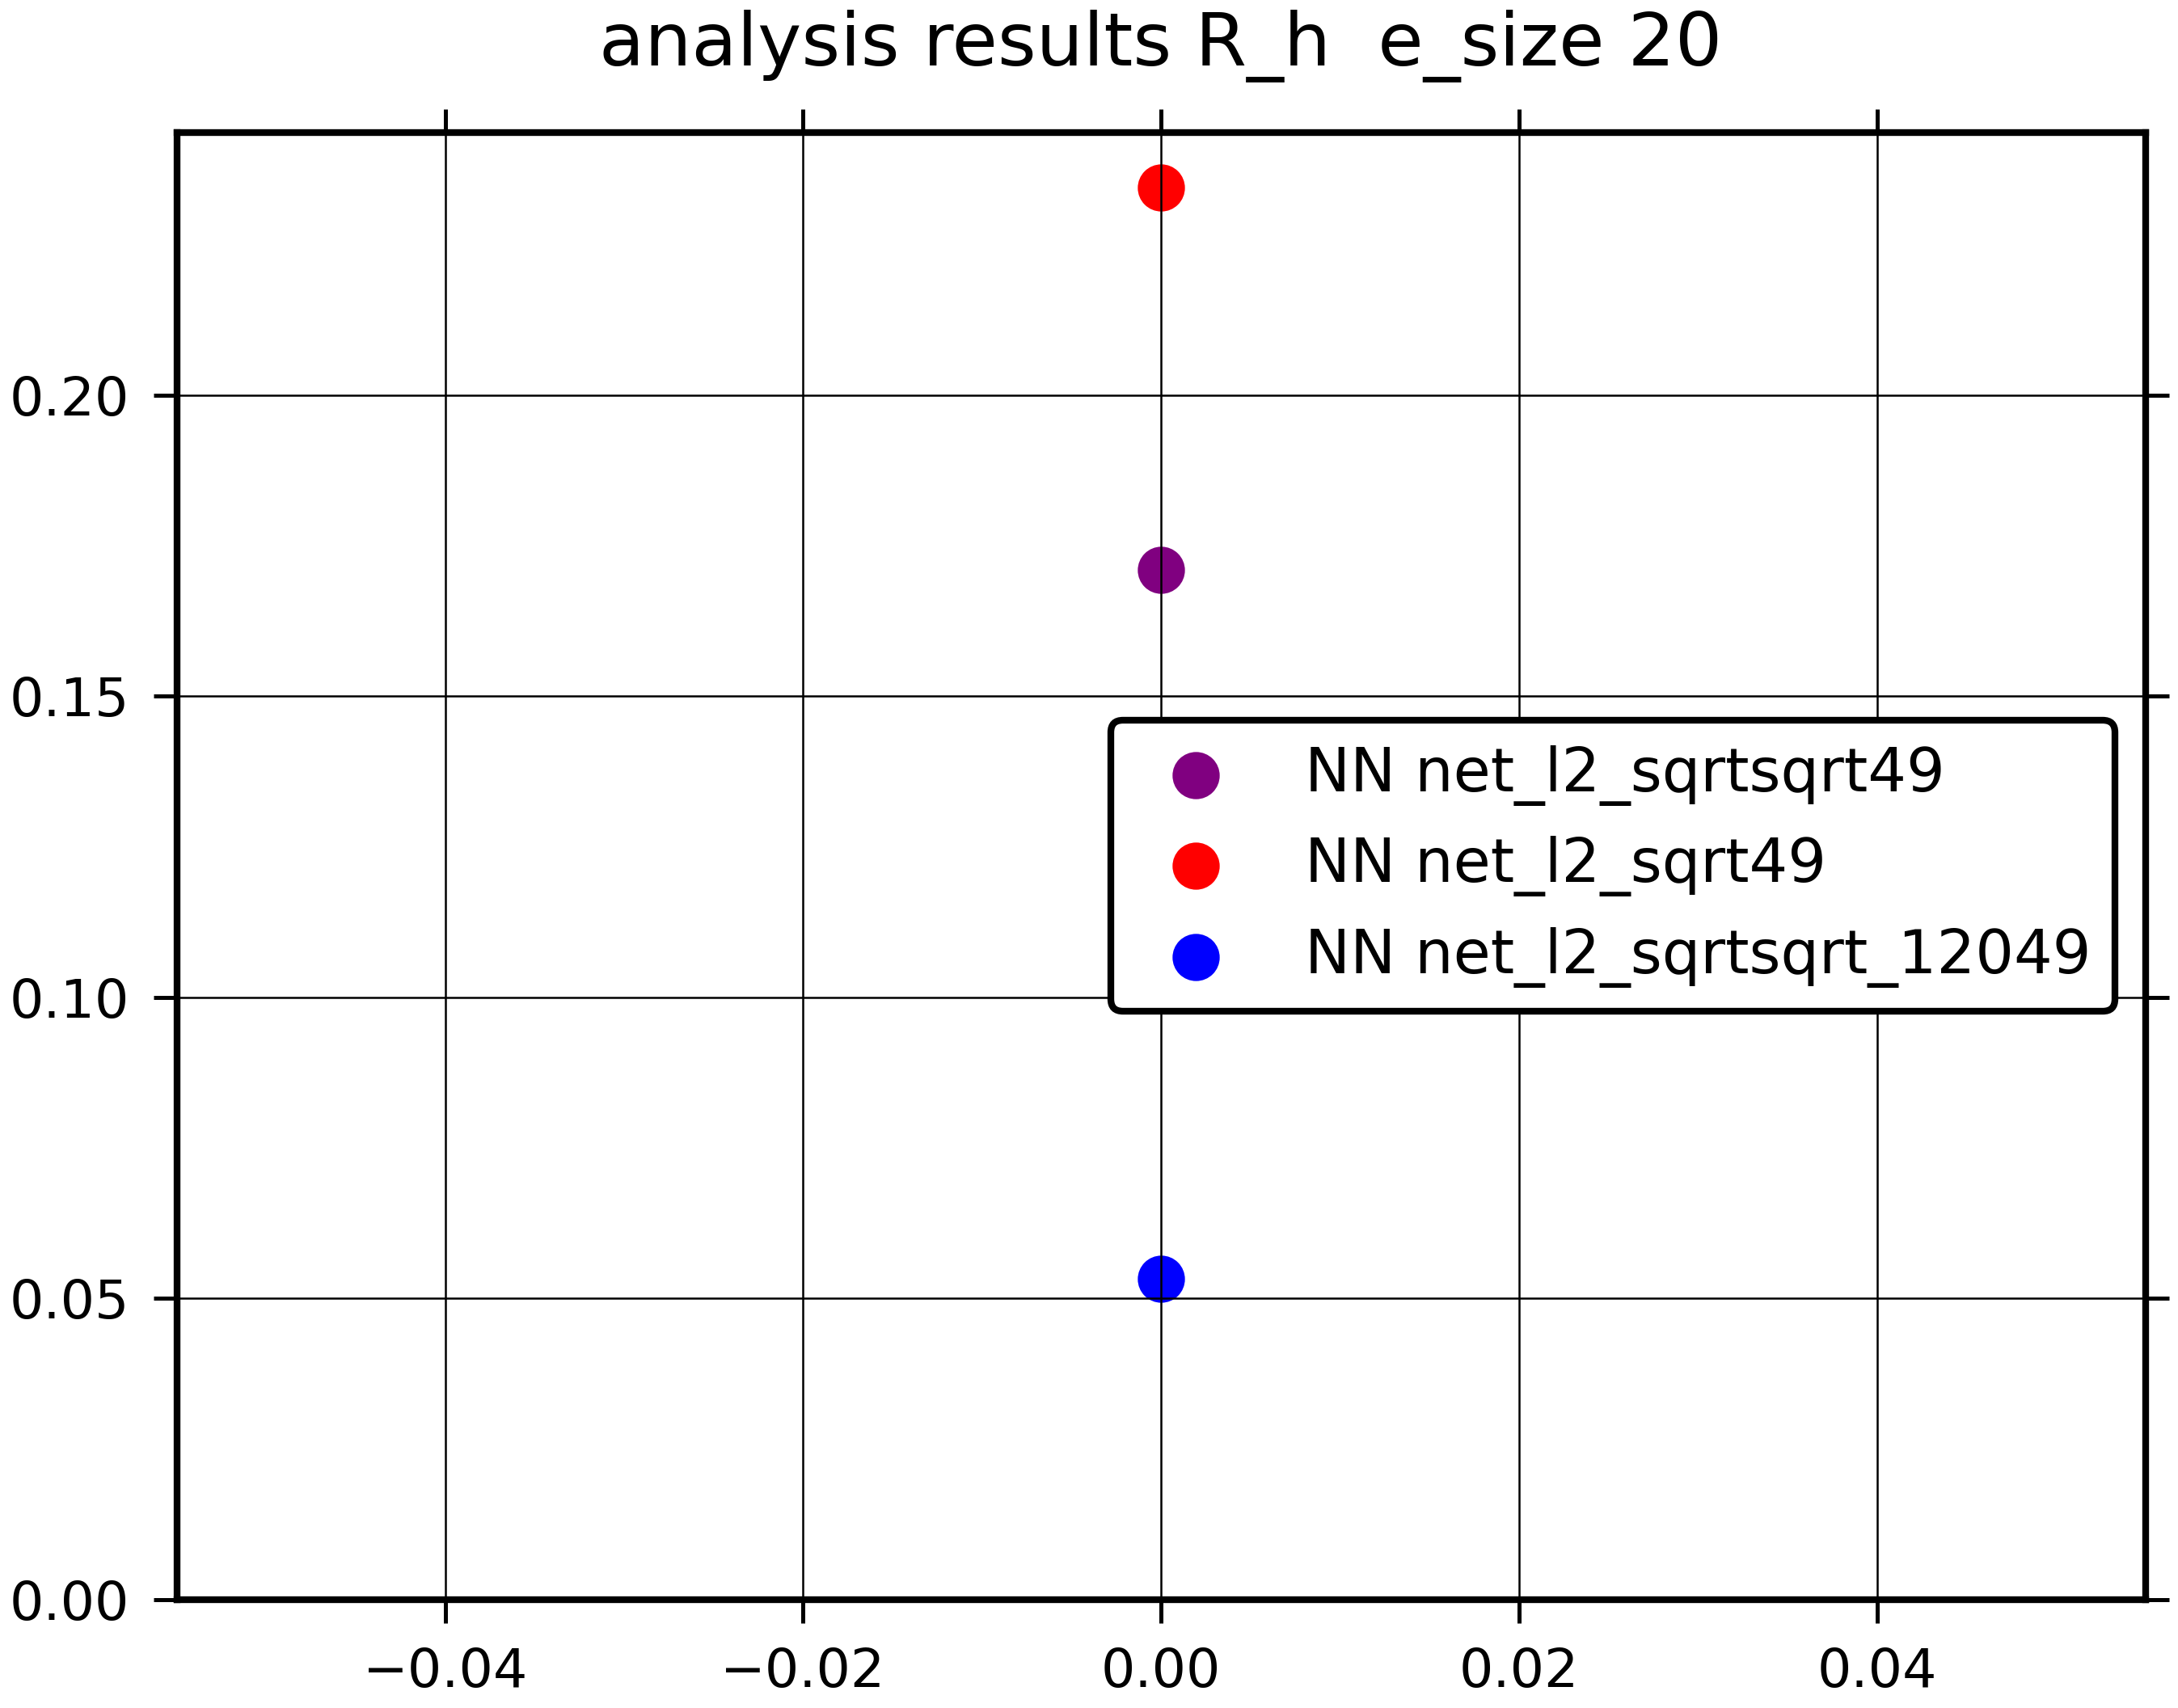 analysis results R_h  e_size 20
0.20
0.15
0.10
0.05
0.00
NN net_l2_sqrtsqrt49
NN net_l2_sqrt49
NN net_l2_sqrtsqrt_12049
−0.04 −0.02 0.00 0.02 0.04